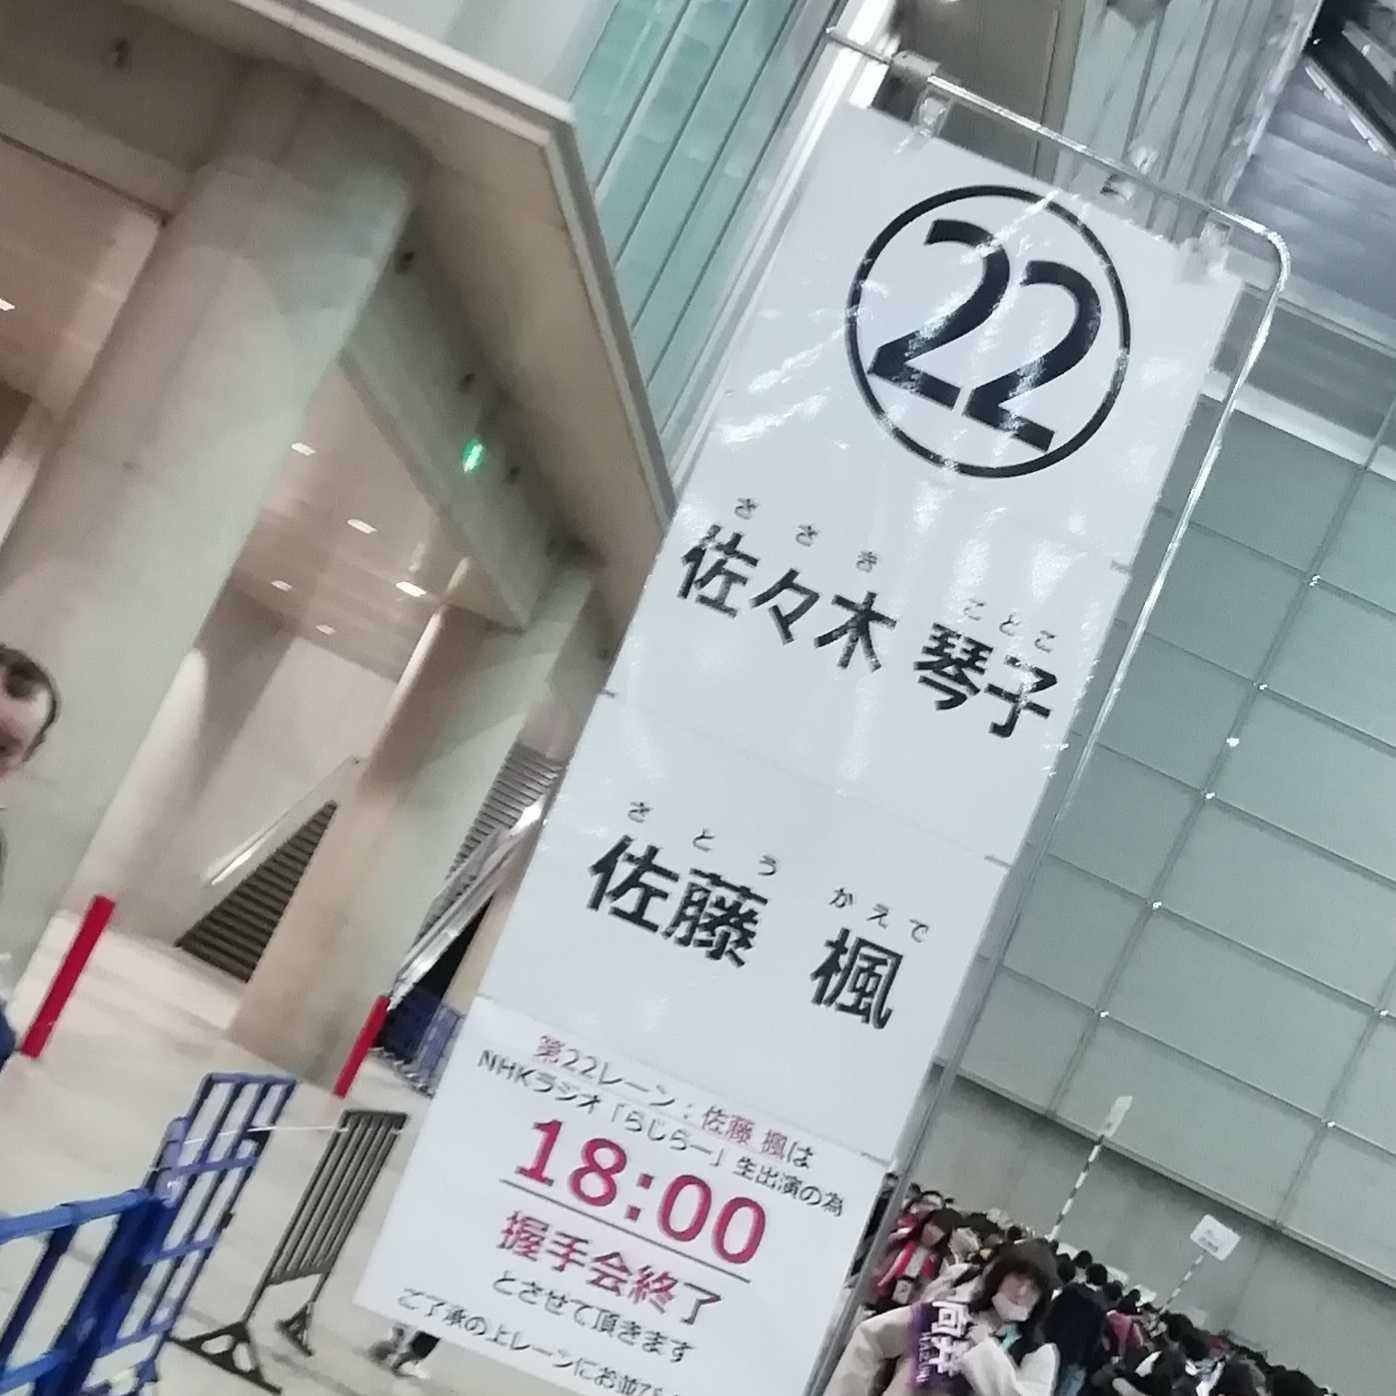 22
ささき ことこ
佐々木 琴子
さとう かえで
佐藤 楓
第22レーン：佐藤 楓は
NHKラジオ「らじらー」生出演の為
18:00
握手会終了
とさせて頂きます
ご了承の上レーンにお並び
向井